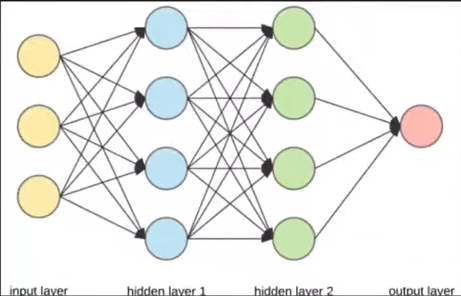 input layer
hidden layer 1
hidden layer 2
output layer